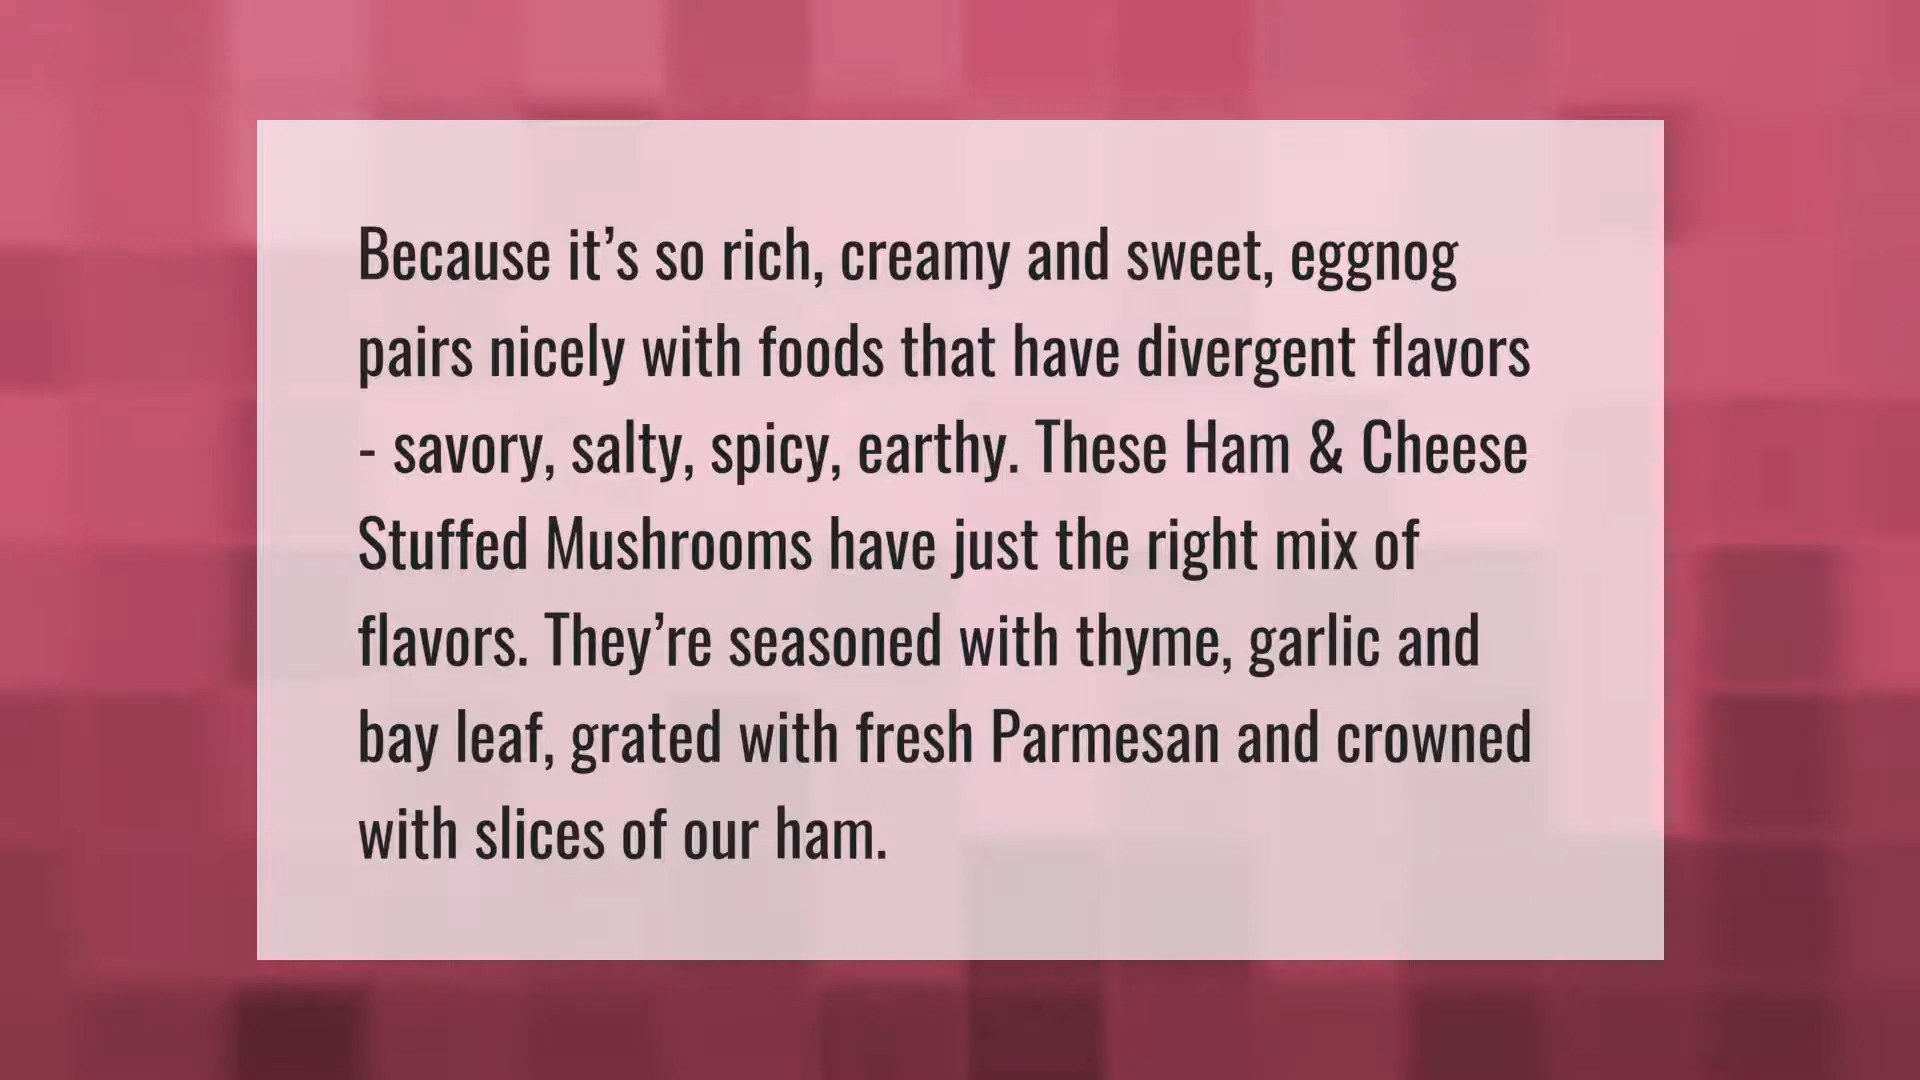 Because it’s so rich, creamy and sweet, eggnog
pairs nicely with foods that have divergent flavors
- savory, salty, spicy, earthy. These Ham & Cheese
Stuffed Mushrooms have just the right mix of
flavors. They’re seasoned with thyme, garlic and
bay leaf, grated with fresh Parmesan and crowned
with slices of our ham.